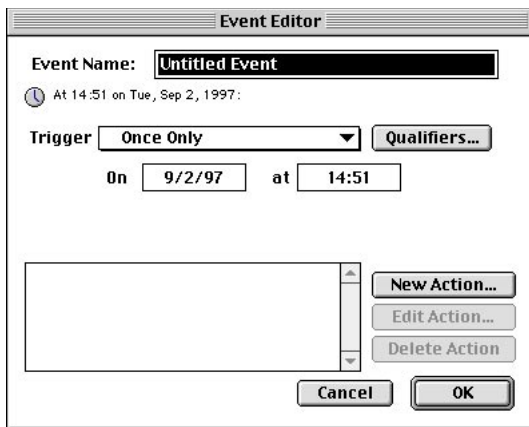 Event Editor
Event Name: Untitled Event
At 14:51 on Tue, Sep 2, 1997:
Trigger Once Only Qualifiers...
On 9/2/97 at 14:51
New Action...
Edit Action...
Delete Action
Cancel OK